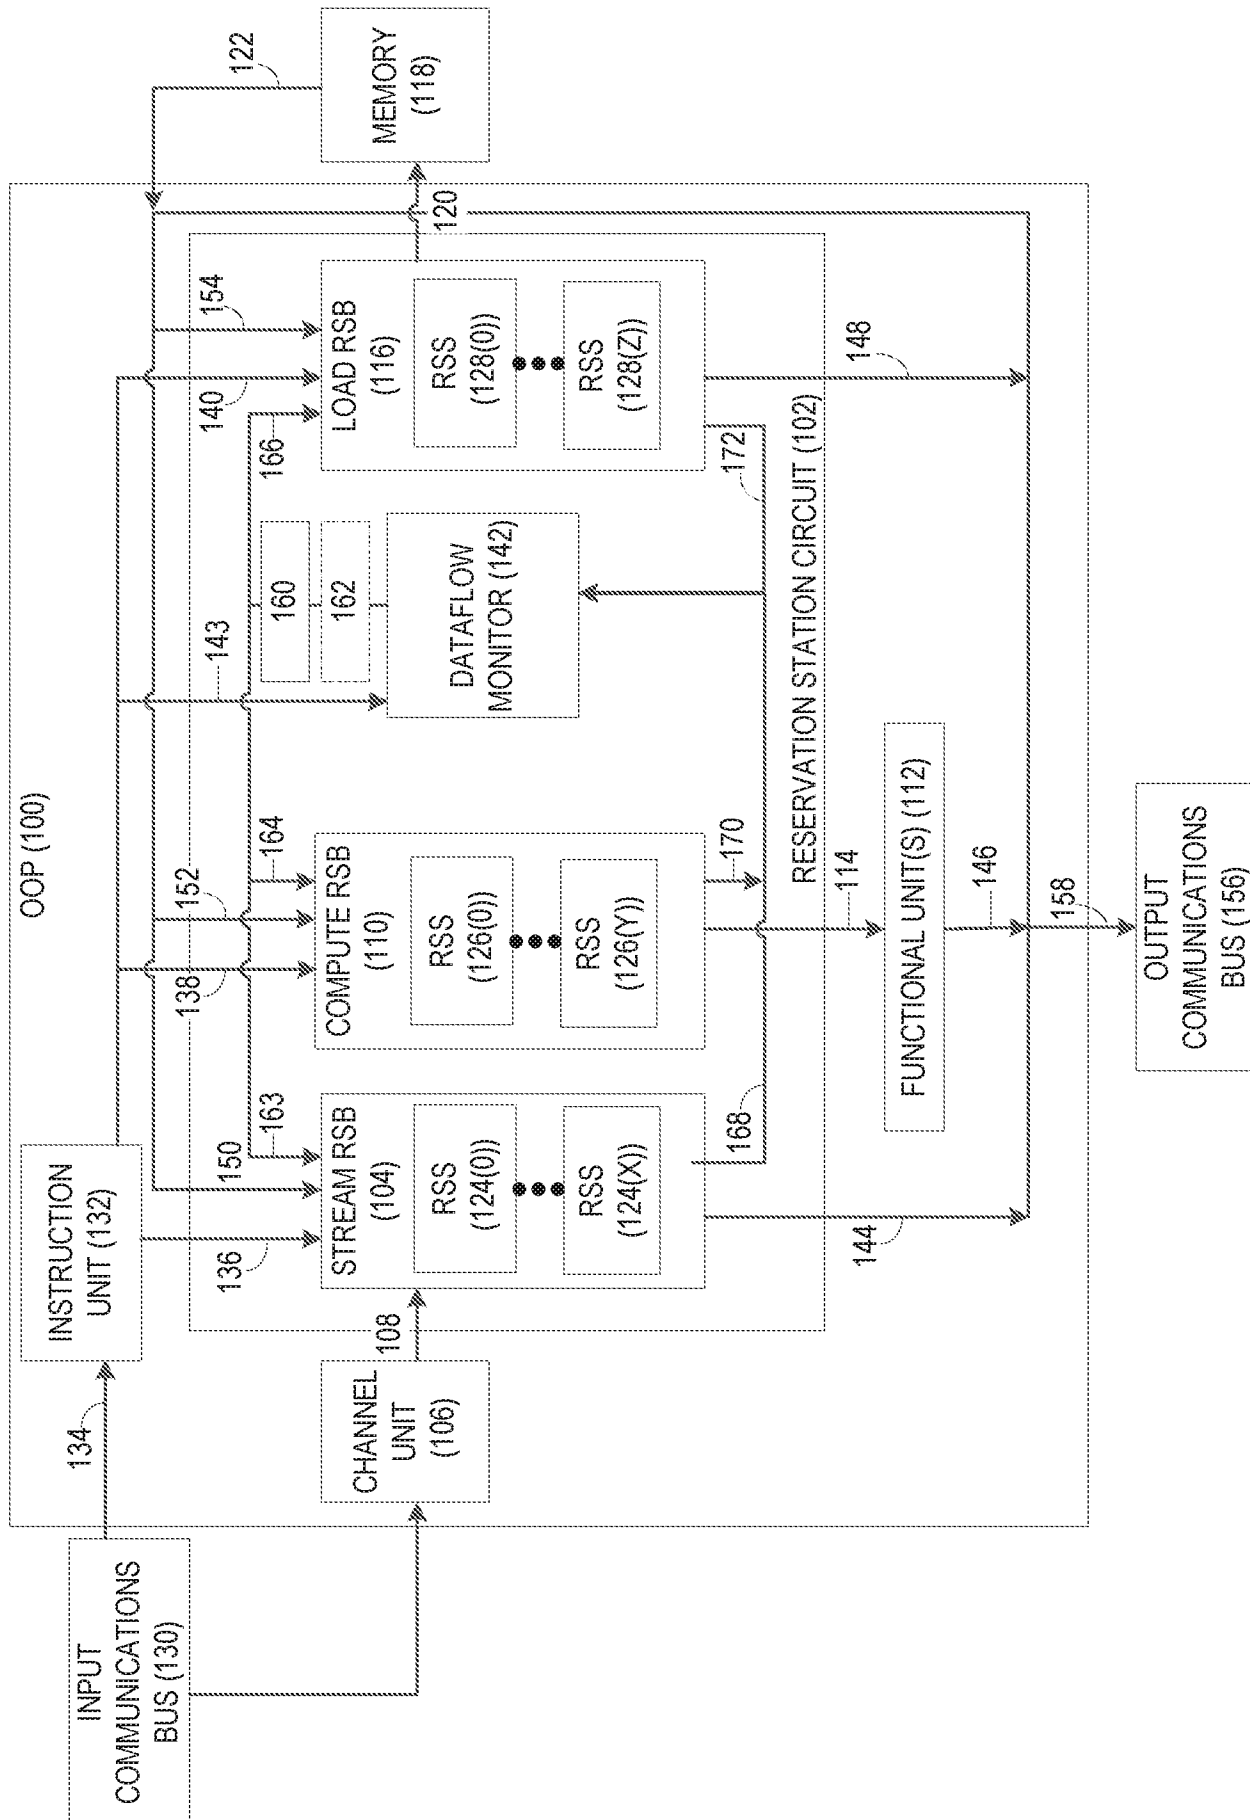 OOP (100)
INPUT
COMMUNICATIONS
BUS (130)
134
INSTRUCTION
UNIT (132)
CHANNEL
UNIT
(106)
108
136
150
163
138
152
164
143
160
162
166
140
154
122
MEMORY
(118)
120
STREAM RSB
(104)
RSS
(124(0))
RSS
(124(X))
COMPUTE RSB
(110)
RSS
(126(0))
RSS
(126(Y))
DATAFLOW
MONITOR (142)
LOAD RSB
(116)
RSS
(128(0))
RSS
(128(Z))
168
170
172
RESERVATION STATION CIRCUIT (102)
144
114
148
FUNCTIONAL UNIT(S) (112)
146
158
OUTPUT
COMMUNICATIONS
BUS (156)